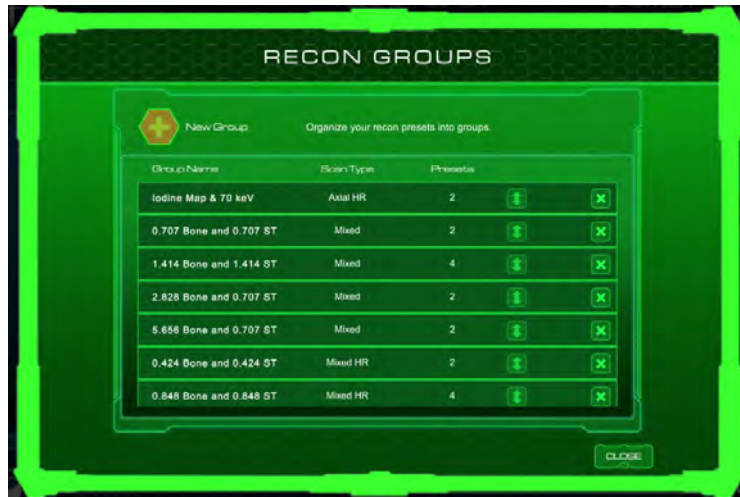 RECON GROUPS
New Group Organize your recon presets into groups.
Group Name Scan Type Presets
Iodine Map & 70 keV Axial HR 2
0.707 Bone and 0.707 ST Mixed 2
1.414 Bone and 1.414 ST Mixed 4
2.828 Bone and 0.707 ST Mixed 2
5.656 Bone and 0.707 ST Mixed 2
0.424 Bone and 0.424 ST Mixed HR 2
0.848 Bone and 0.848 ST Mixed HR 4
CLOSE